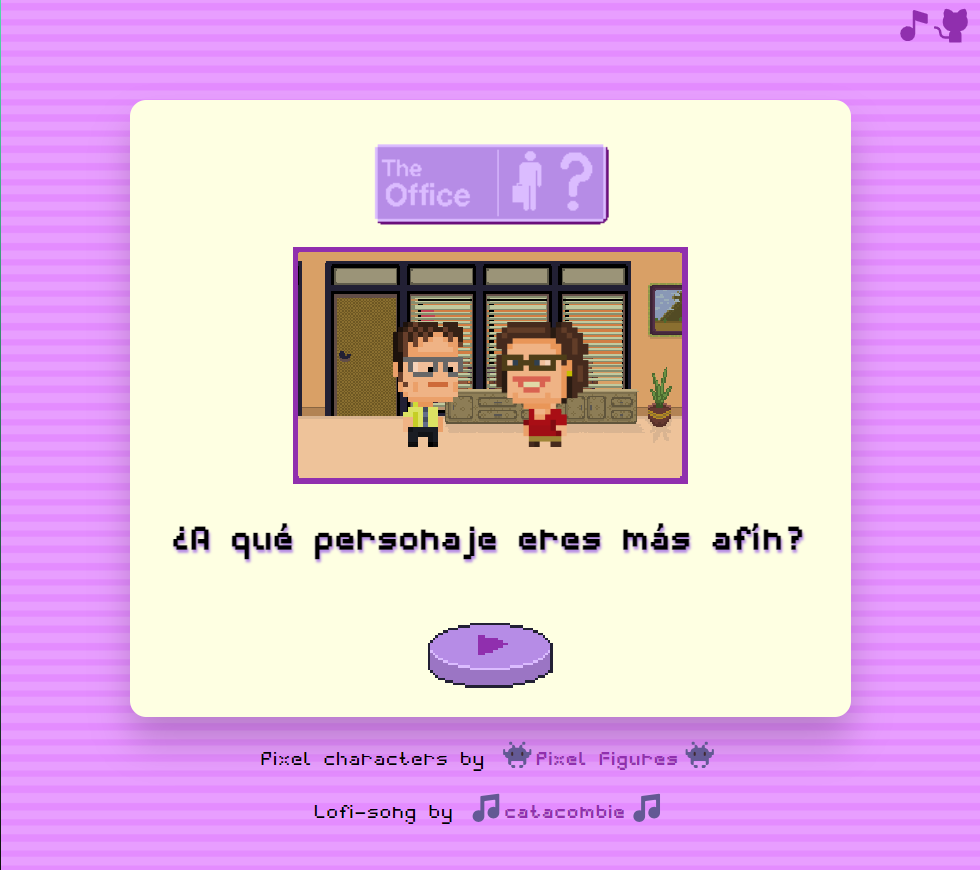 The
Office
?
¿A qué personaje eres más afín?
Pixel characters by Pixel Figures
Lofi-song by catacombie